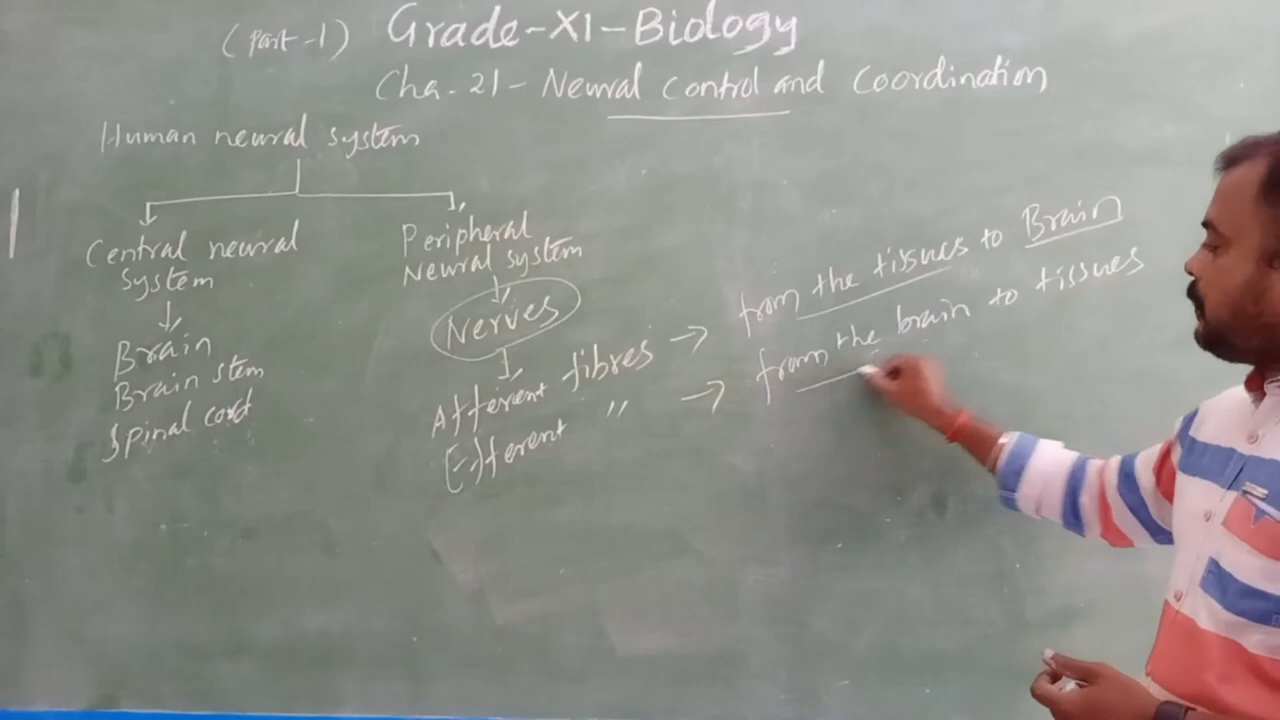 (Part-1) Grade-XI-Biology
Cha. 21 - Neural Control and Coordination
Human neural system
Central neural
system
Brain
Brain stem
Spinal cord
Peripheral
Neural system
Nerves
Afferent fibres → from the tissues to Brain
Efferent " → from the brain to tissues